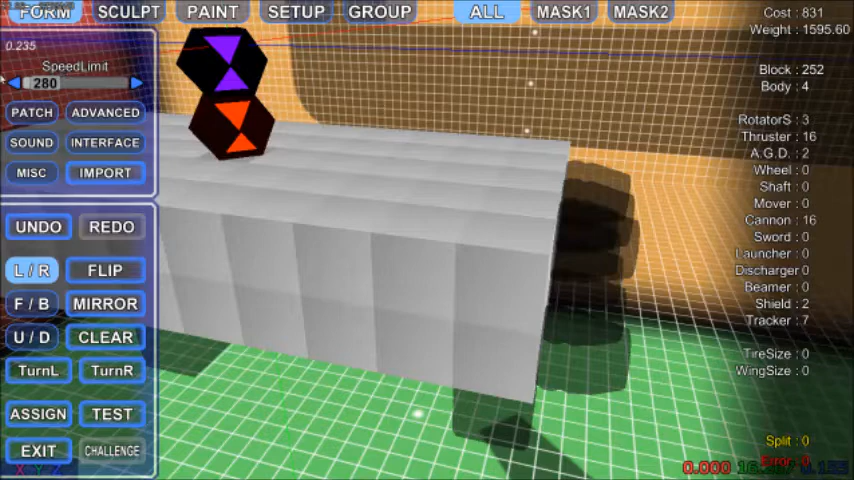 FORM SCULPT PAINT SETUP GROUP ALL MASK1 MASK2
0.235
SpeedLimit
280
PATCH ADVANCED
SOUND INTERFACE
MISC IMPORT
UNDO REDO
L / R FLIP
F / B MIRROR
U / D CLEAR
TurnL TurnR
ASSIGN TEST
EXIT CHALLENGE
X Y Z
Cost : 831
Weight : 1595.60
Block : 252
Body : 4
RotatorS : 3
Thruster : 16
A.G.D. : 2
Wheel : 0
Shaft : 0
Mover : 0
Cannon : 16
Sword : 0
Launcher : 0
Discharger 0
Beamer : 0
Shield : 2
Tracker : 7
TireSize : 0
WingSize : 0
Split : 0
Error : 0
0.000